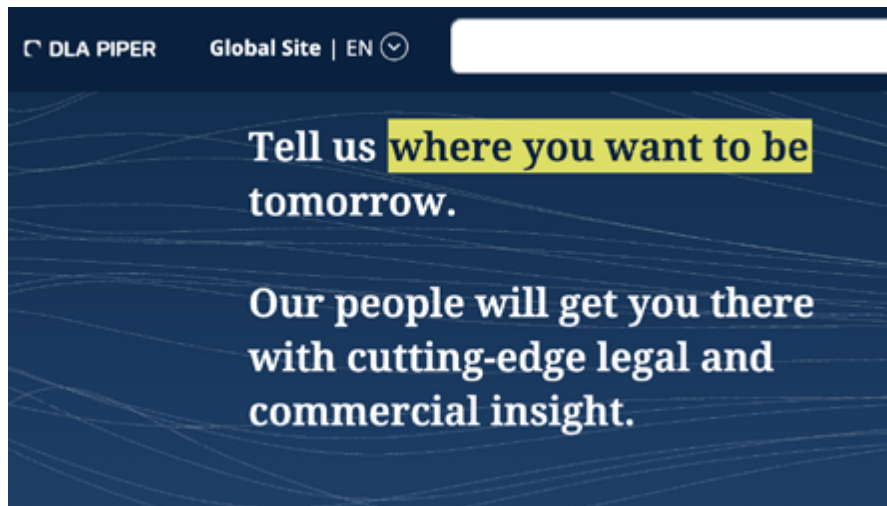 DLA PIPER
Global Site | EN
Tell us where you want to be
tomorrow.
Our people will get you there
with cutting-edge legal and
commercial insight.